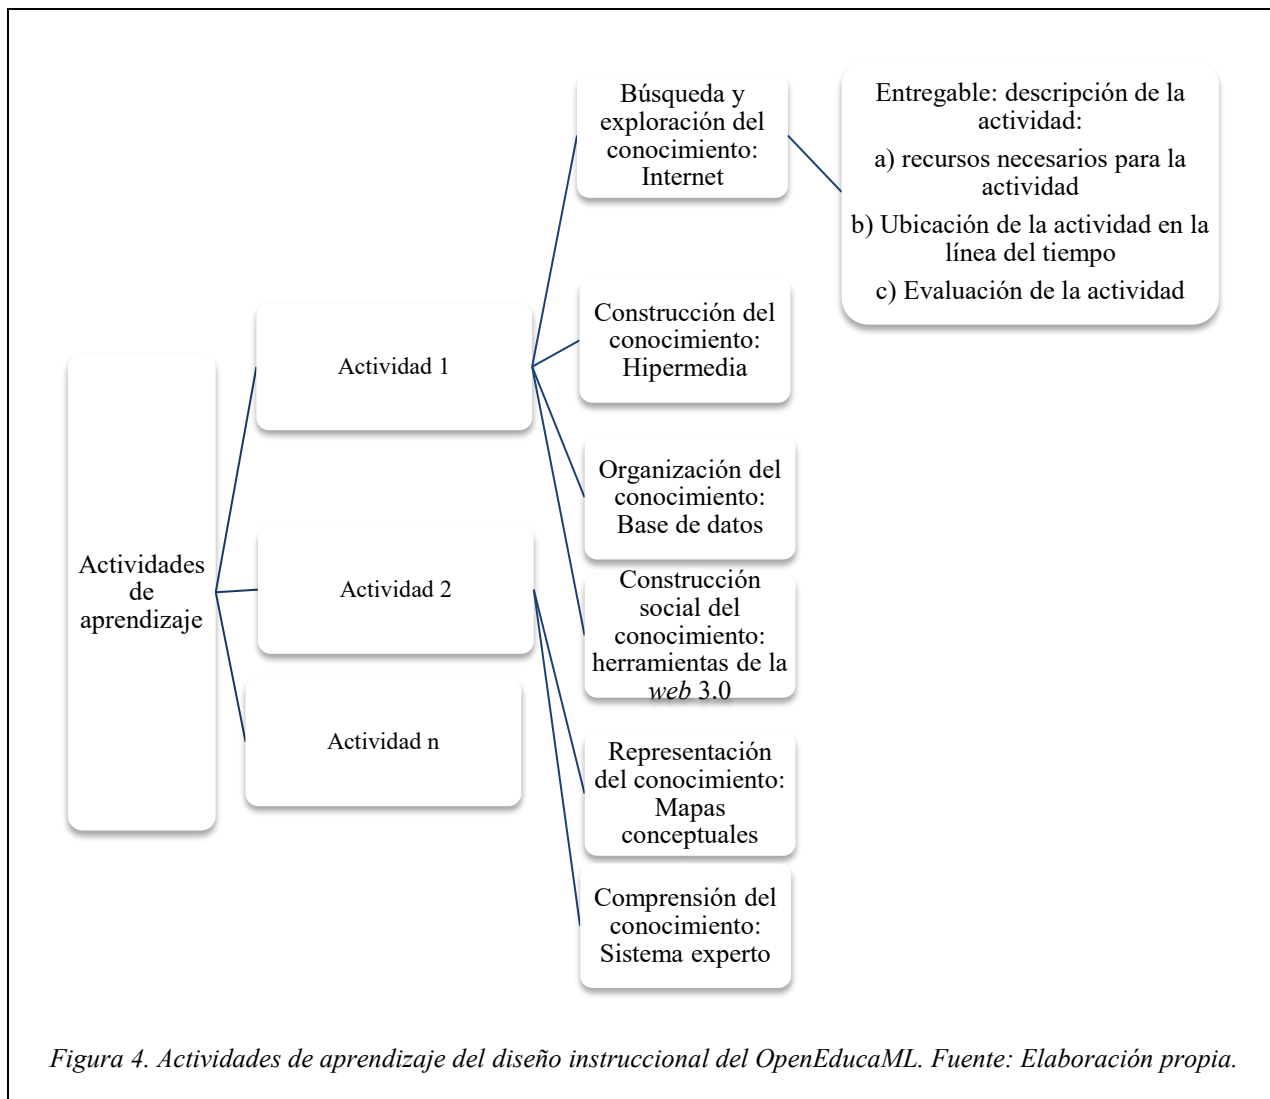 Actividades
de
aprendizaje
Actividad 1
Búsqueda y
exploración del
conocimiento:
Internet
Entregable: descripción de la
actividad:
a) recursos necesarios para la
actividad
b) Ubicación de la actividad en la
línea del tiempo
c) Evaluación de la actividad
Construcción del
conocimiento:
Hipermedia
Organización del
conocimiento:
Base de datos
Construcción
social del
conocimiento:
herramientas de la
web 3.0
Actividad 2
Representación
del conocimiento:
Mapas
conceptuales
Comprensión del
conocimiento:
Sistema experto
Actividad n
Figura 4. Actividades de aprendizaje del diseño instruccional del OpenEducaML. Fuente: Elaboración propia.